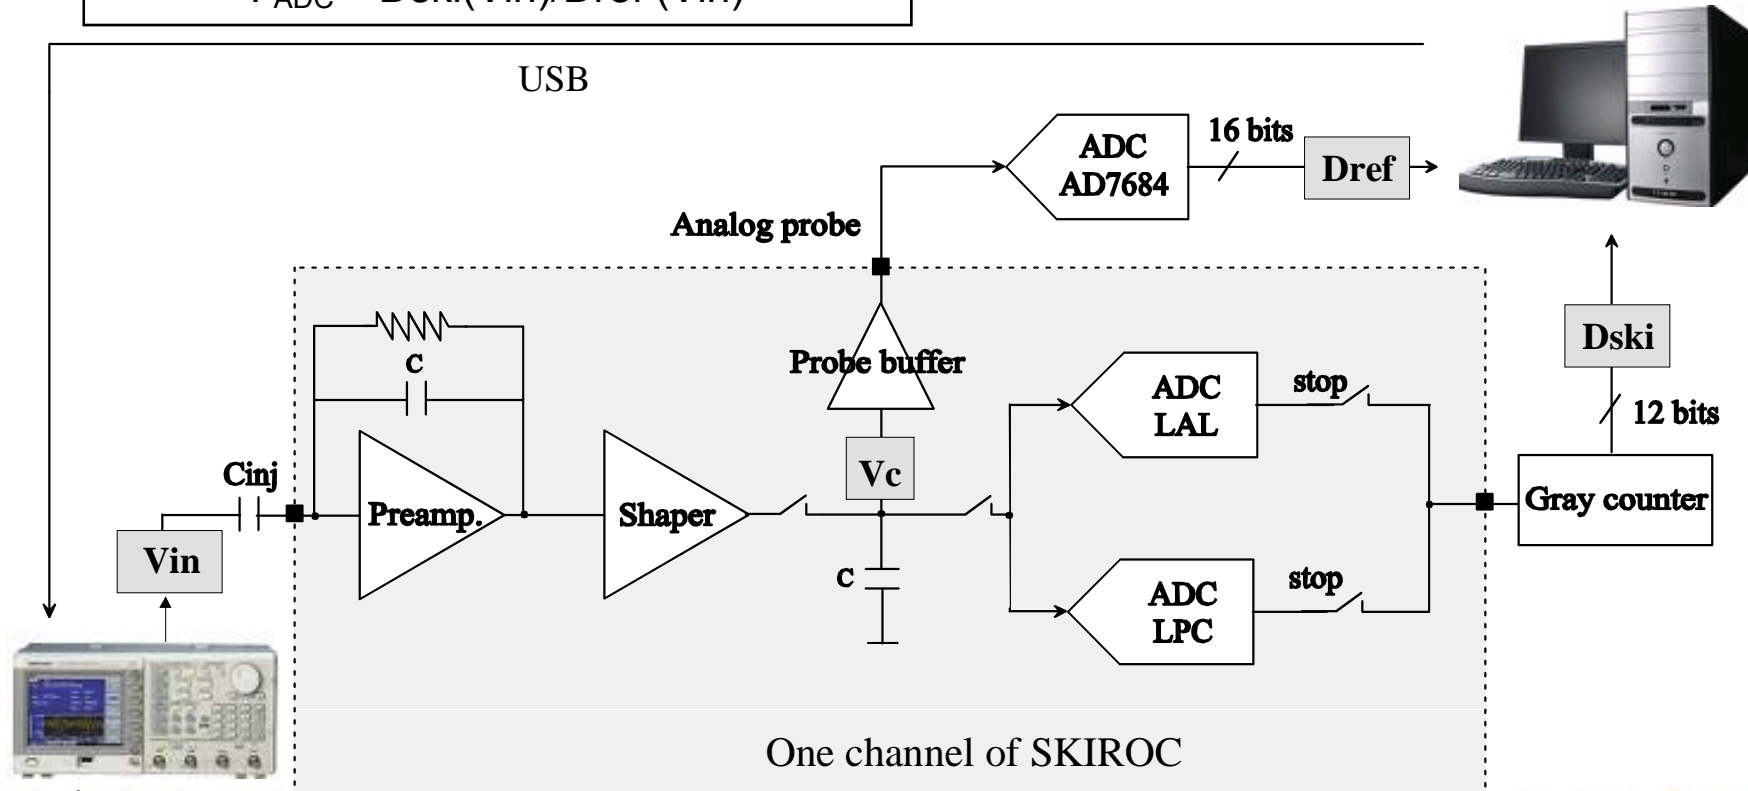 USB
16 bits
ADC
AD7684
Dref
Analog probe
Dski
C
Probe buffer
ADC
LAL
stop
12 bits
Cinj
Vc
Preamp.
Shaper
Gray counter
Vin
C
ADC
LPC
stop
One channel of SKIROC